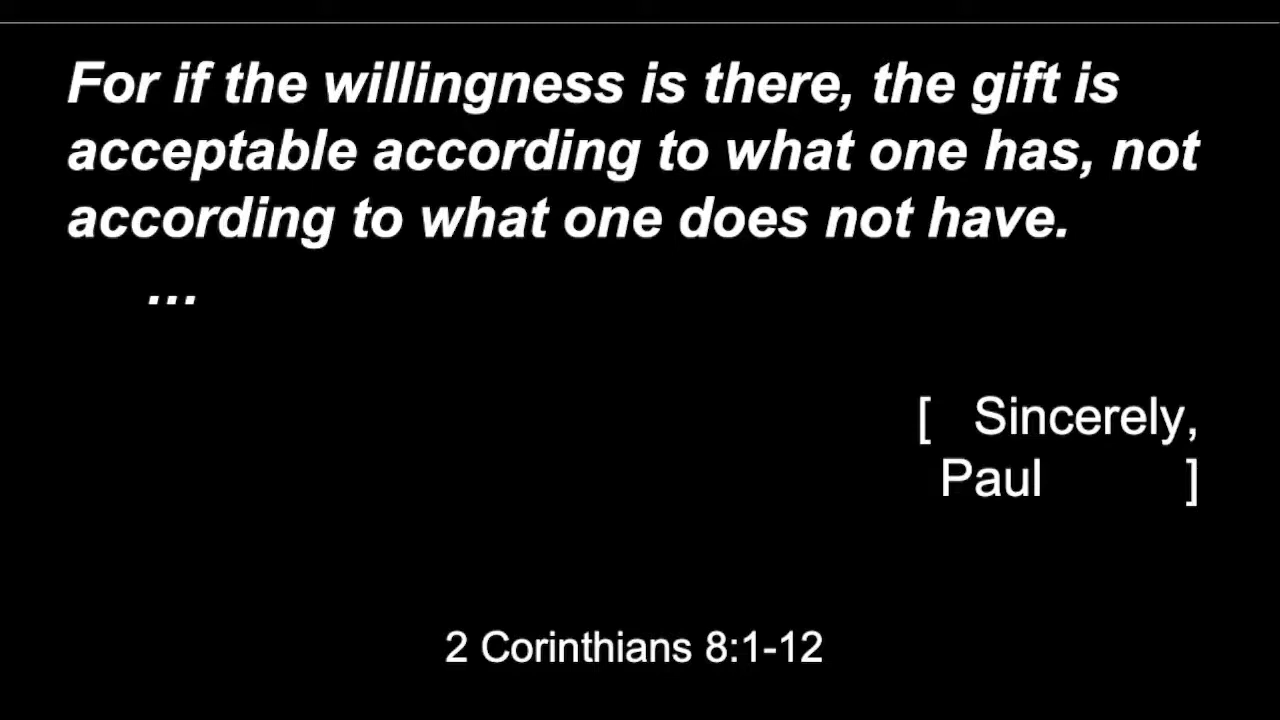 For if the willingness is there, the gift is
acceptable according to what one has, not
according to what one does not have.
...
[ Sincerely,
Paul ]
2 Corinthians 8:1-12